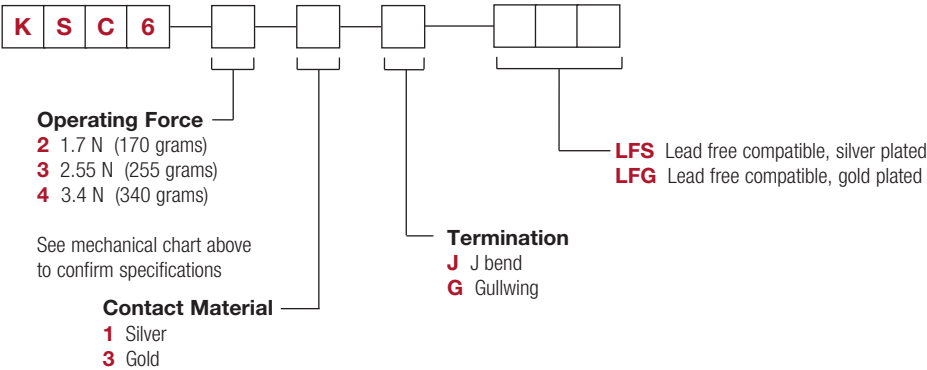 K S C 6
Operating Force
2 1.7 N (170 grams)
3 2.55 N (255 grams)
4 3.4 N (340 grams)
See mechanical chart above
to confirm specifications
Contact Material
1 Silver
3 Gold
Termination
J J bend
G Gullwing
LFS Lead free compatible, silver plated
LFG Lead free compatible, gold plated